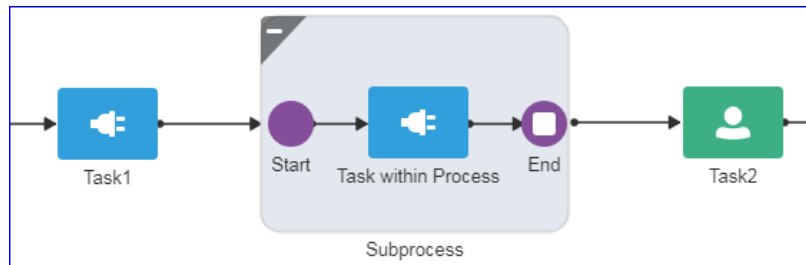 Task1
Start
Task within Process
End
Task2
Subprocess